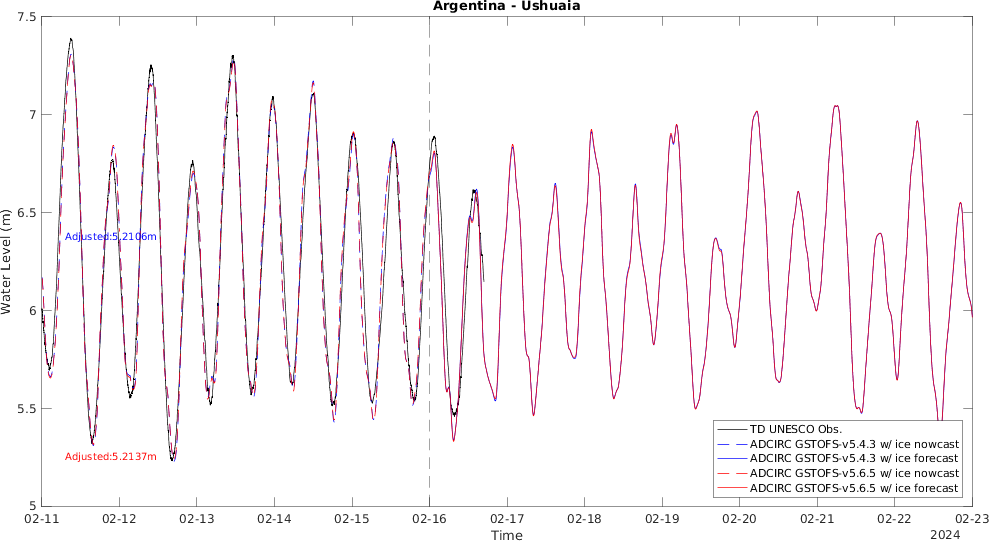 Argentina - Ushuaia
7.5
7
6.5
6
5.5
5
Water Level (m)
Adjusted:5.2106m
Adjusted:5.2137m
TD UNESCO Obs.
ADCIRC GSTOFS-v5.4.3 w/ ice nowcast
ADCIRC GSTOFS-v5.4.3 w/ ice forecast
ADCIRC GSTOFS-v5.6.5 w/ ice nowcast
ADCIRC GSTOFS-v5.6.5 w/ ice forecast
02-11 02-12 02-13 02-14 02-15 02-16 02-17 02-18 02-19 02-20 02-21 02-22 02-23
Time
2024